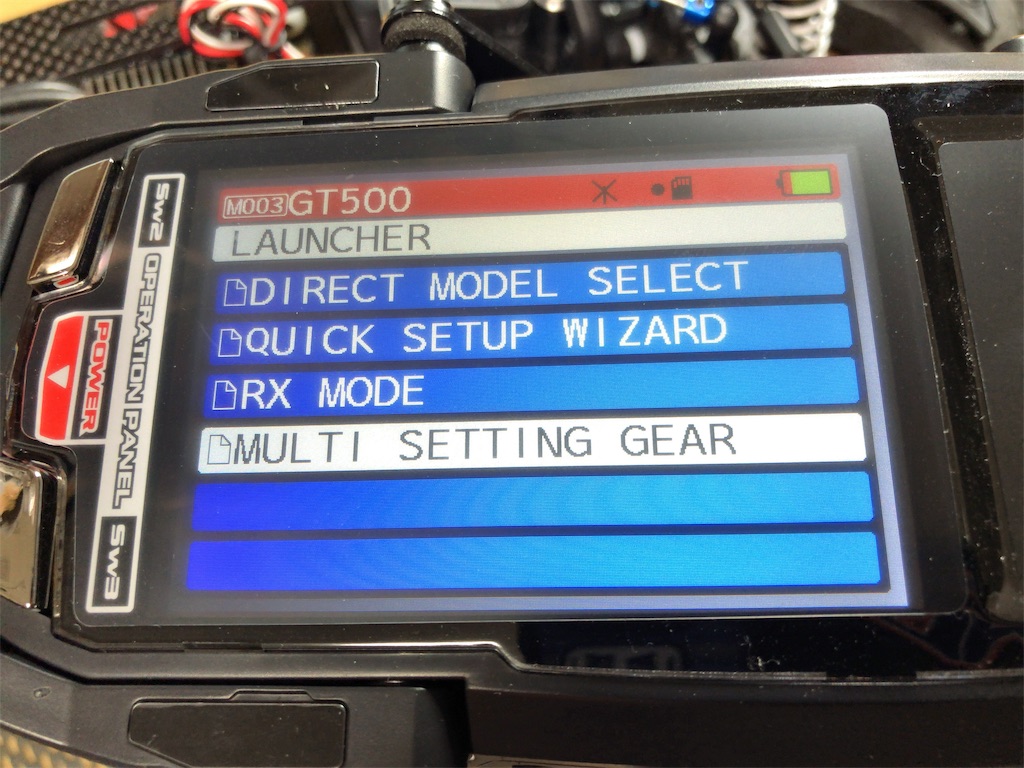 M003 GT500
LAUNCHER
DIRECT MODEL SELECT
QUICK SETUP WIZARD
RX MODE
MULTI SETTING GEAR
SW2 OPERATION PANEL SW3
POWER